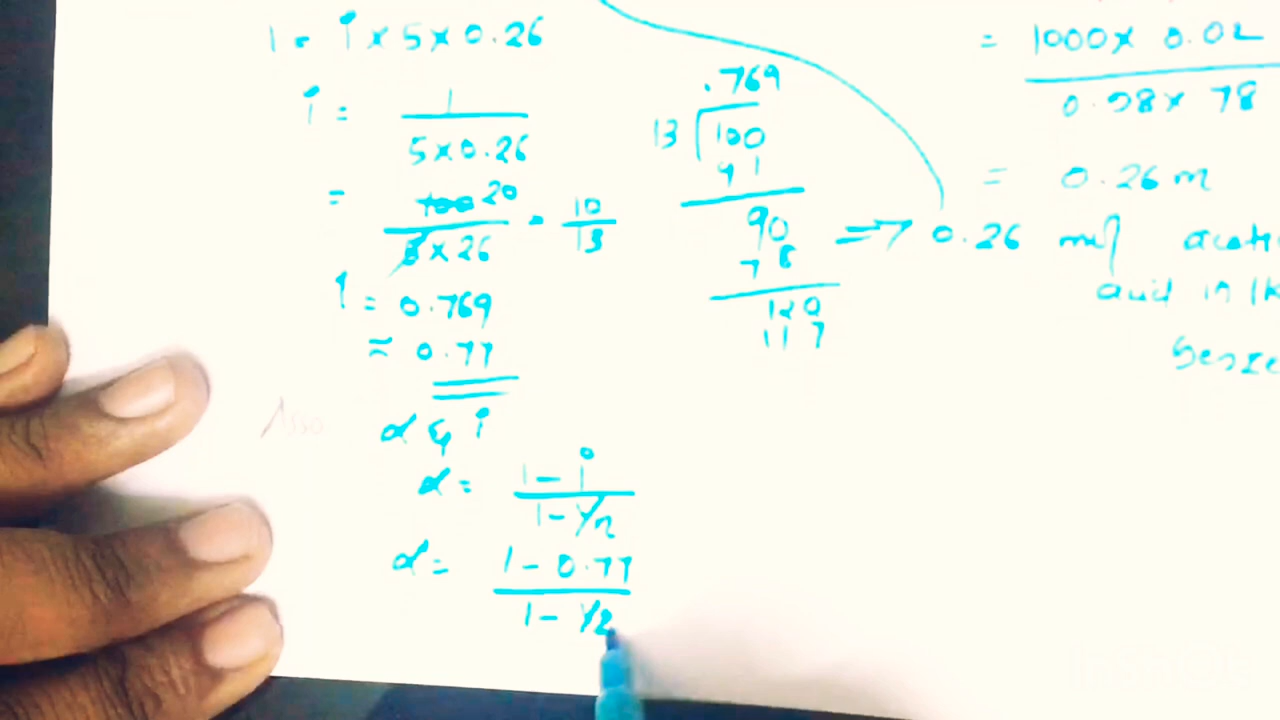 1 = i × 5 × 0.26
i = 1 / 5 × 0.26
= 100 20 / 5 × 26 = 10 / 13
i = 0.769
≈ 0.77
α & i
α = 1 - i / 1 - 1/n
α = 1 - 0.77 / 1 - 1/2
.769
13 100
91
90
78
120
117
= 1000 × 0.02 / 0.98 × 78
= 0.26 m
=> 0.26 mol
acid in 1k